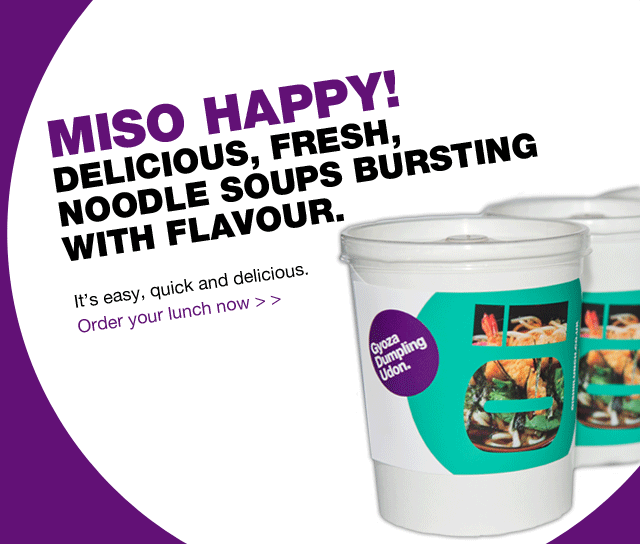 MISO HAPPY!
DELICIOUS, FRESH,
NOODLE SOUPS BURSTING
WITH FLAVOUR.
It's easy, quick and delicious.
Order your lunch now > >
Gyoza
Dumpling
Udon.